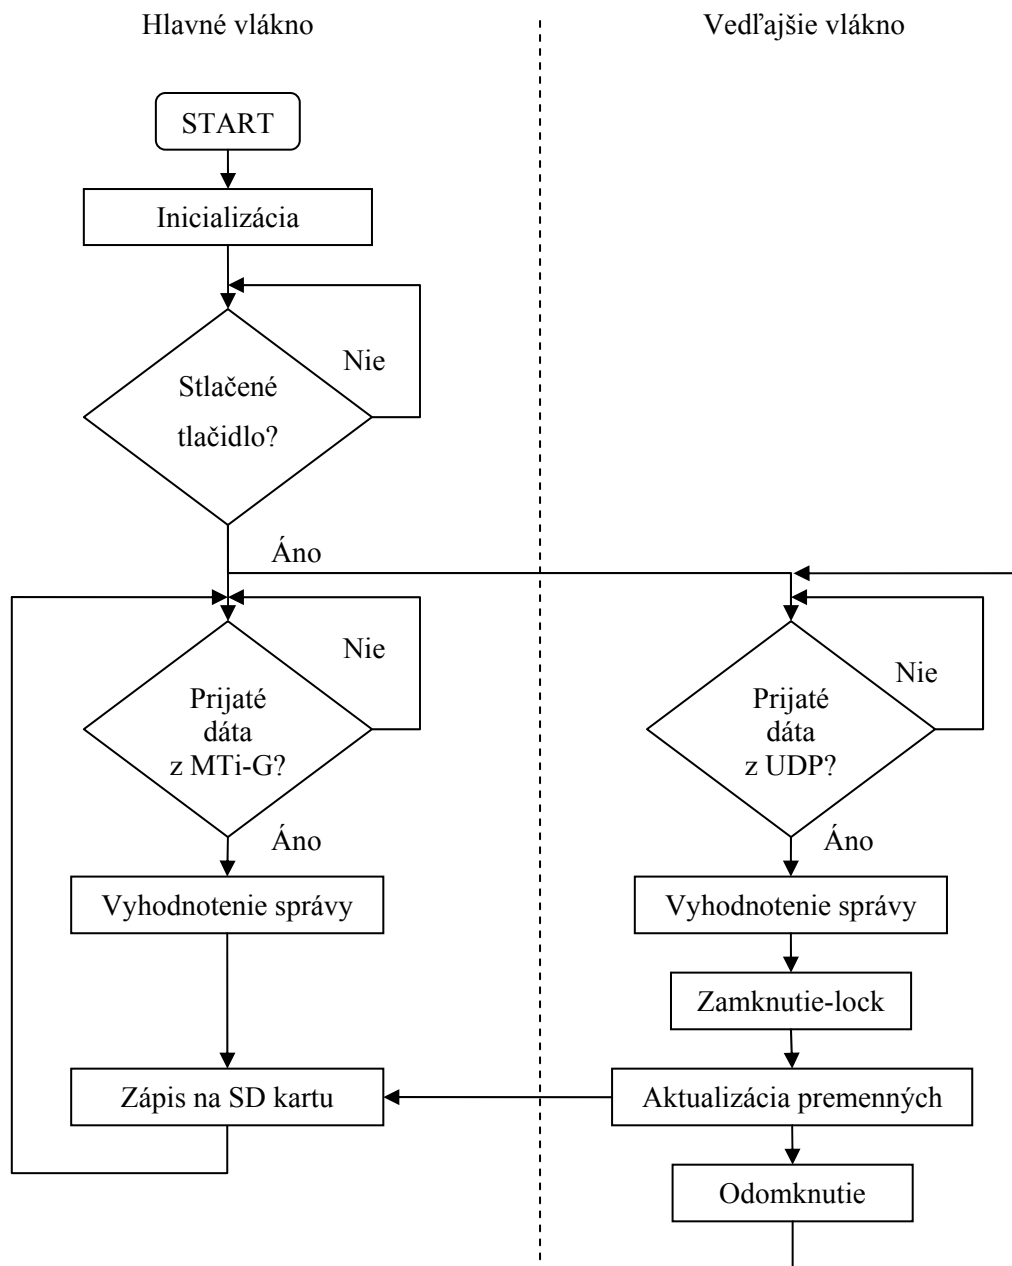 Hlavné vlákno
Vedľajšie vlákno
START
Inicializácia
Nie
Stlačené
tlačidlo?
Áno
Nie
Prijaté
dáta
z MTi-G?
Áno
Vyhodnotenie správy
Zápis na SD kartu
Nie
Prijaté
dáta
z UDP?
Áno
Vyhodnotenie správy
Zamknutie-lock
Aktualizácia premenných
Odomknutie